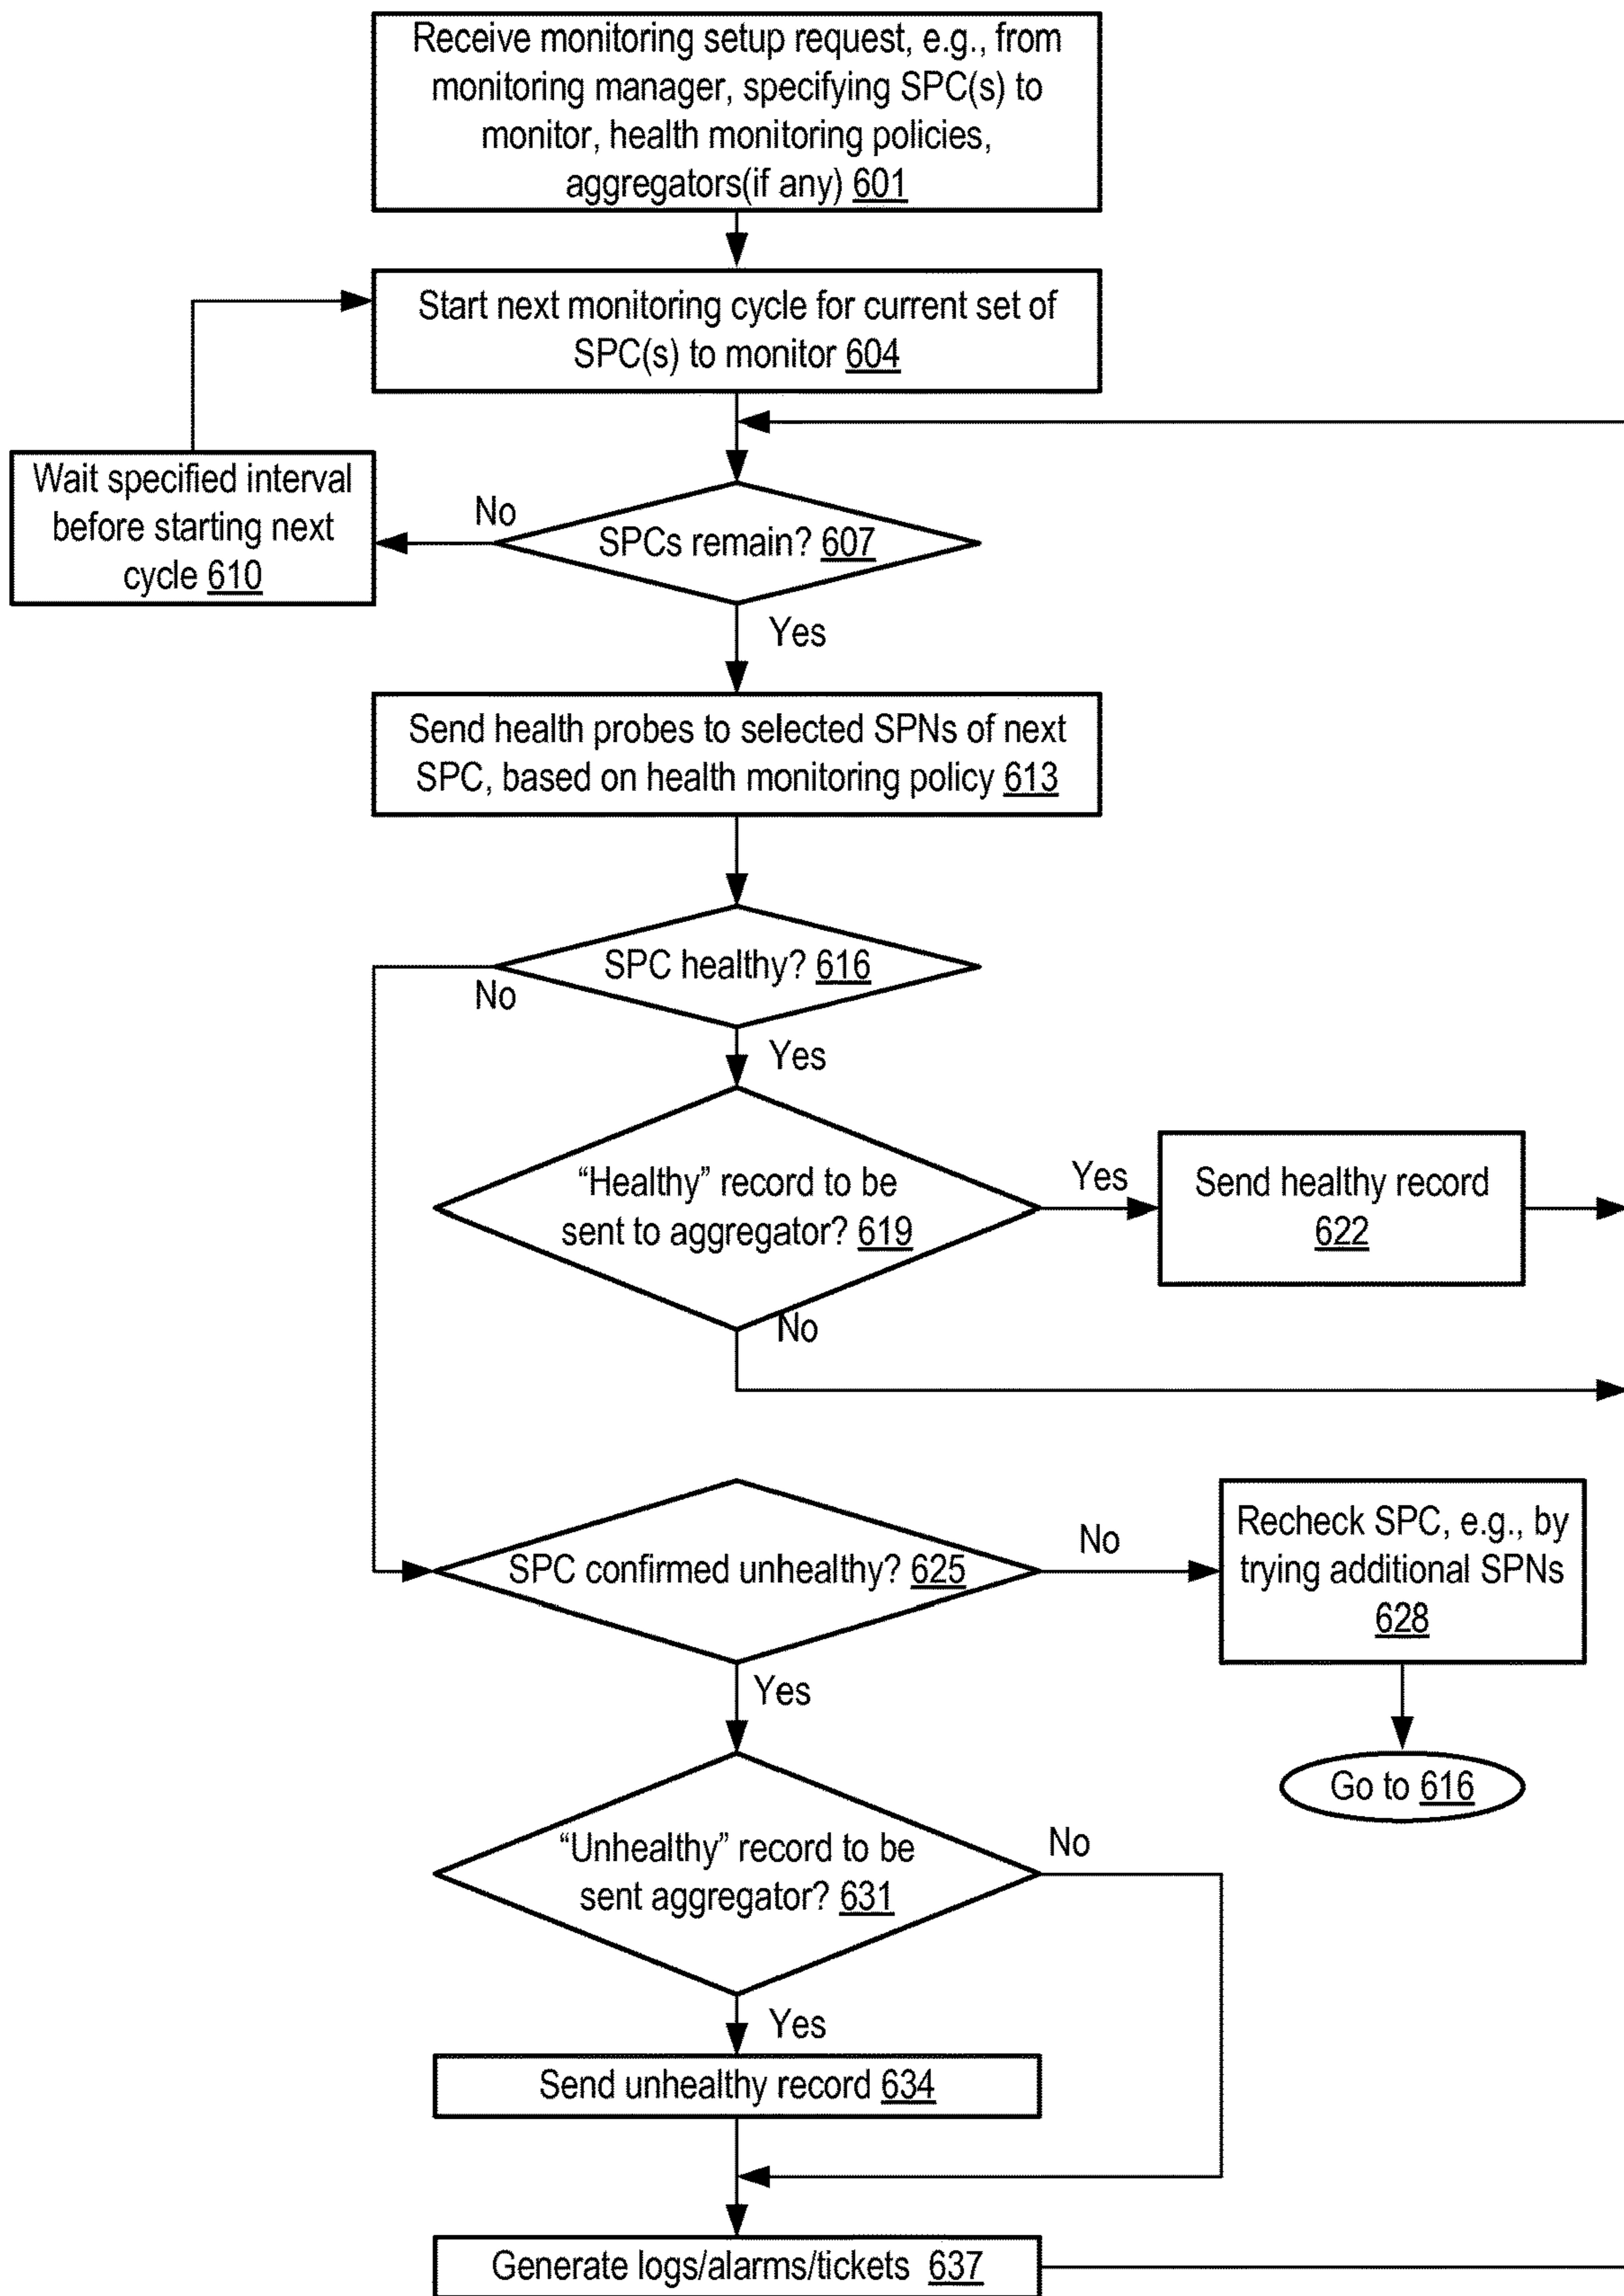 Receive monitoring setup request, e.g., from
monitoring manager, specifying SPC(s) to
monitor, health monitoring policies,
aggregators(if any) 601
Start next monitoring cycle for current set of
SPC(s) to monitor 604
Wait specified interval
before starting next
cycle 610
No
SPCs remain? 607
Yes
Send health probes to selected SPNs of next
SPC, based on health monitoring policy 613
SPC healthy? 616
No
Yes
“Healthy” record to be
sent to aggregator? 619
Yes
Send healthy record
622
No
SPC confirmed unhealthy? 625
No
Recheck SPC, e.g., by
trying additional SPNs
628
Yes
Go to 616
“Unhealthy” record to be
sent aggregator? 631
No
Yes
Send unhealthy record 634
Generate logs/alarms/tickets 637